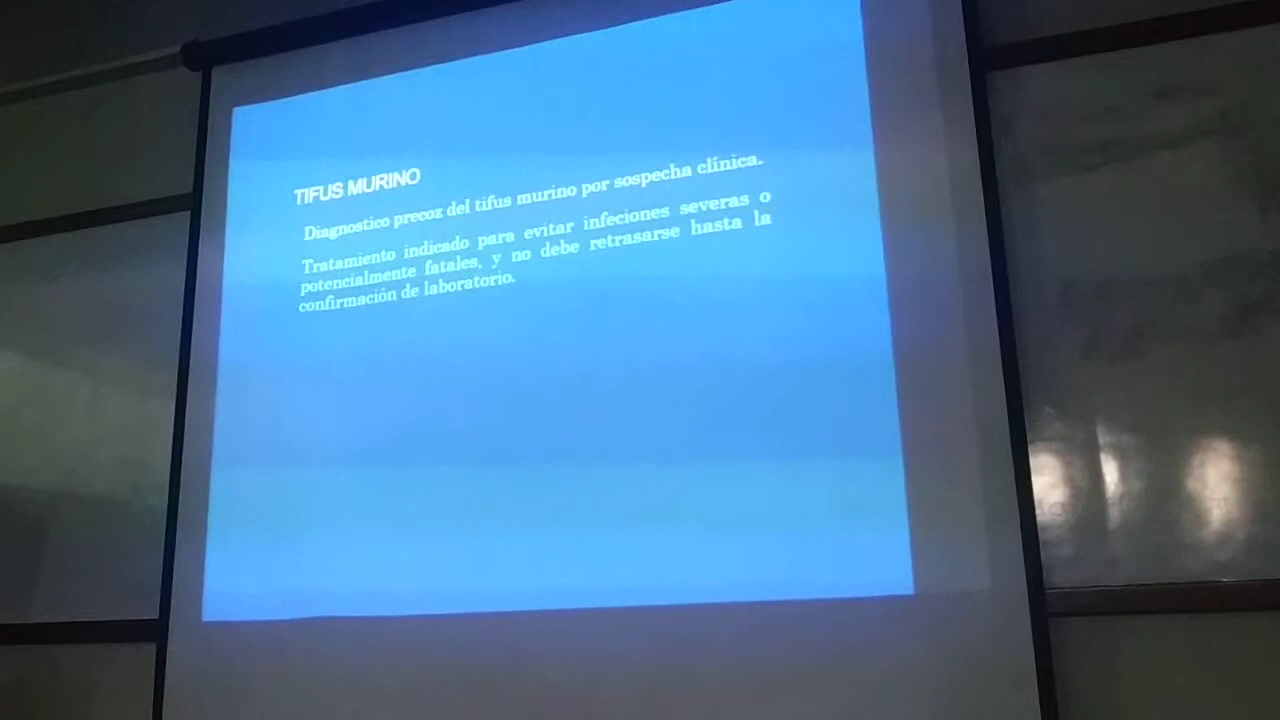 TIFUS MURINO
Diagnostico precoz del tifus murino por sospecha clínica.
Tratamiento indicado para evitar infeciones severas o
potencialmente fatales, y no debe retrasarse hasta la
confirmación de laboratorio.